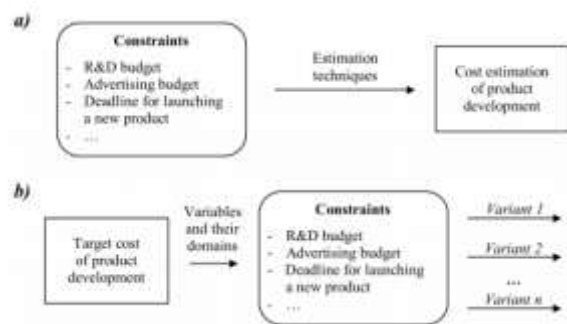 a)
Constraints
- R&D budget
- Advertising budget
- Deadline for launching
a new product
- ...
Estimation
techniques
Cost estimation
of product
development
b)
Target cost
of product
development
Variables
and their
domains
Constraints
- R&D budget
- Advertising budget
- Deadline for launching
a new product
- ...
Variant 1
Variant 2
...
Variant n